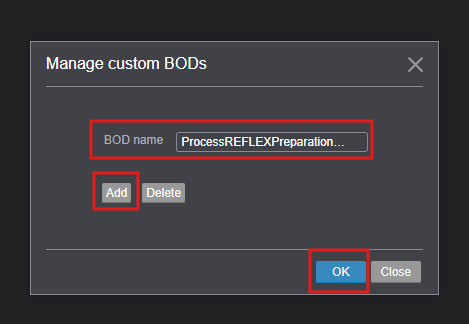 Manage custom BODs
BOD name ProcessREFLEXPreparation...
Add Delete
OK Close